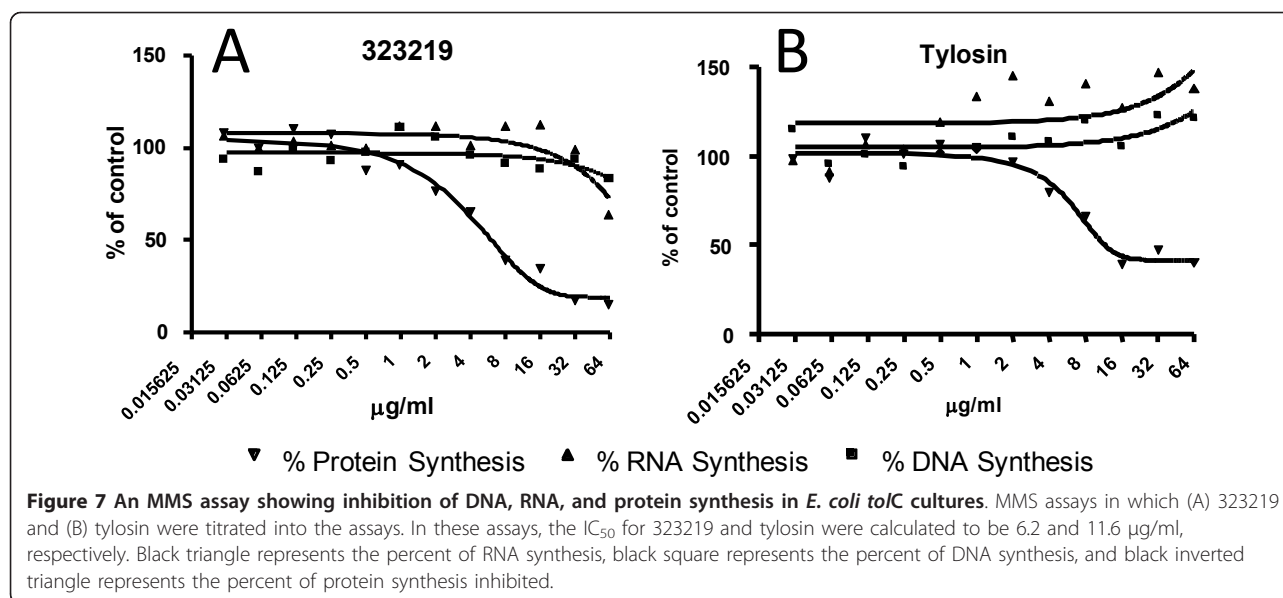 A
323219
150
100
50
0
% of control
0.015625
0.03125
0.0625
0.125
0.25
0.5
1
2
4
8
16
32
64
μg/ml
B
Tylosin
150
100
50
0
% of control
0.015625
0.03125
0.0625
0.125
0.25
0.5
1
2
4
8
16
32
64
μg/ml
% Protein Synthesis % RNA Synthesis % DNA Synthesis
Figure 7 An MMS assay showing inhibition of DNA, RNA, and protein synthesis in E. coli tolC cultures. MMS assays in which (A) 323219
and (B) tylosin were titrated into the assays. In these assays, the IC50 for 323219 and tylosin were calculated to be 6.2 and 11.6 μg/ml,
respectively. Black triangle represents the percent of RNA synthesis, black square represents the percent of DNA synthesis, and black inverted
triangle represents the percent of protein synthesis inhibited.